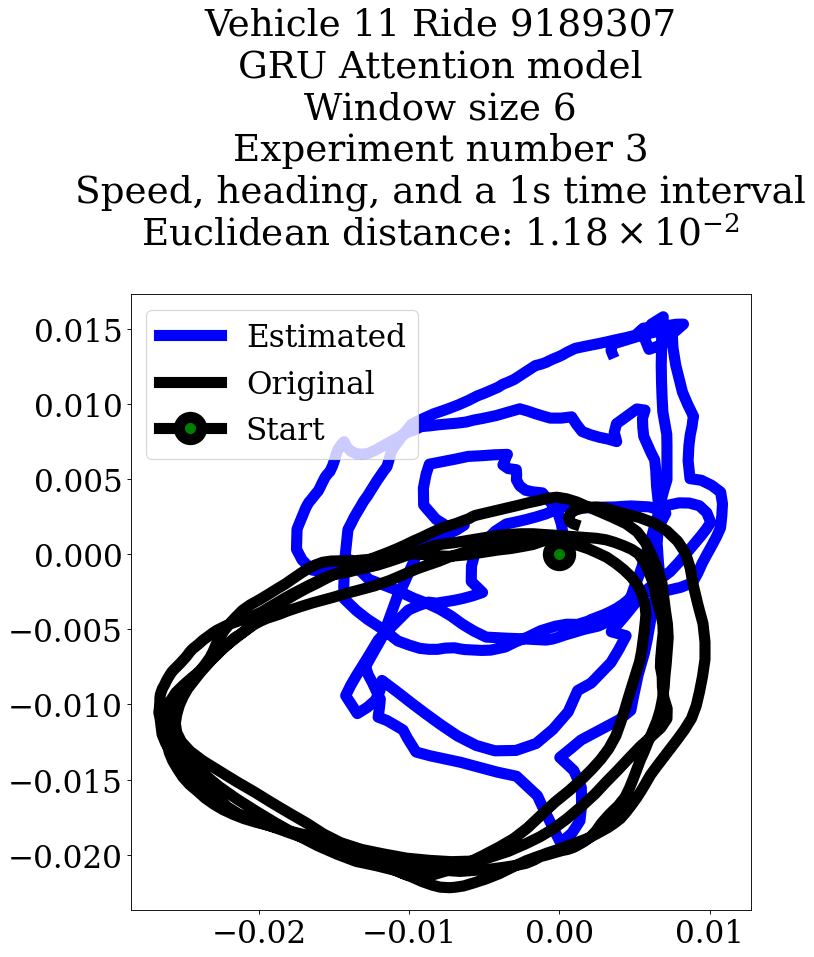 Vehicle 11 Ride 9189307
GRU Attention model
Window size 6
Experiment number 3
Speed, heading, and a 1s time interval
Euclidean distance: 1.18 × 10⁻²
Estimated
Original
Start
0.015
0.010
0.005
0.000
−0.005
−0.010
−0.015
−0.020
−0.02 −0.01 0.00 0.01